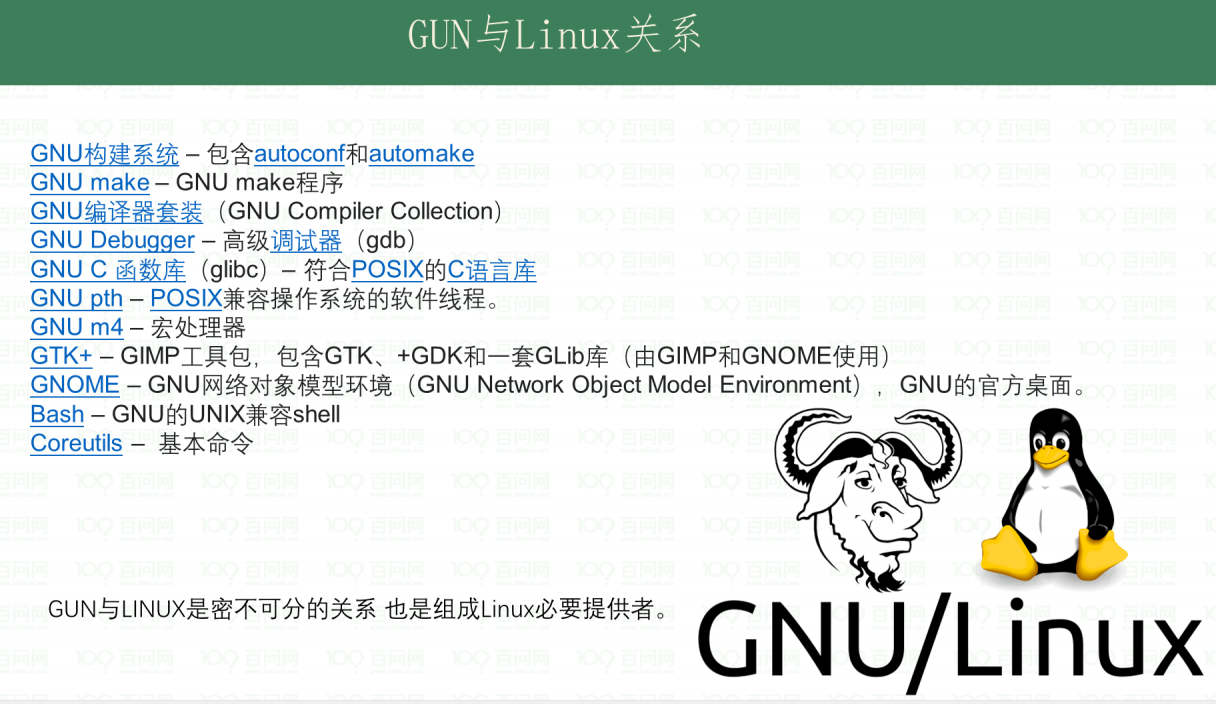 GUN与Linux关系
GNU构建系统 – 包含autoconf和automake
GNU make – GNU make程序
GNU编译器套装（GNU Compiler Collection）
GNU Debugger – 高级调试器（gdb）
GNU C 函数库（glibc）– 符合POSIX的C语言库
GNU pth – POSIX兼容操作系统的软件线程。
GNU m4 – 宏处理器
GTK+ – GIMP工具包，包含GTK、+GDK和一套GLib库（由GIMP和GNOME使用）
GNOME – GNU网络对象模型环境（GNU Network Object Model Environment）， GNU的官方桌面。
Bash – GNU的UNIX兼容shell
Coreutils – 基本命令
GUN与LINUX是密不可分的关系 也是组成Linux必要提供者。
GNU/Linux